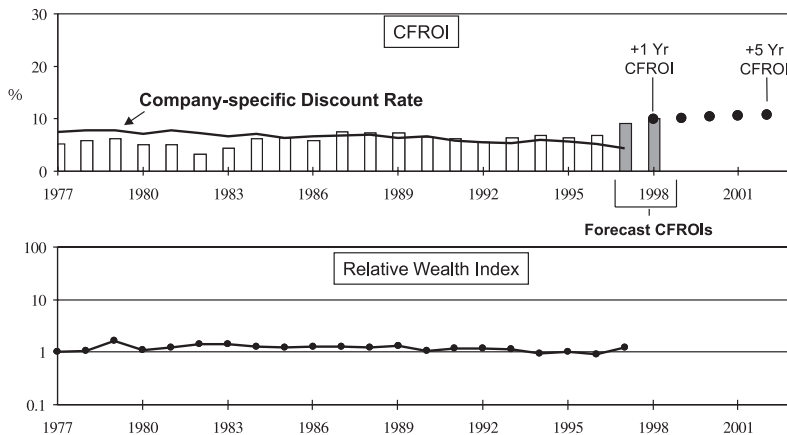 30
CFROI
20
+1 Yr
CFROI
+5 Yr
CFROI
%
Company-specific Discount Rate
10
0
1977 1980 1983 1986 1989 1992 1995 1998 2001
Forecast CFROIs
100
Relative Wealth Index
10
1
0.1
1977 1980 1983 1986 1989 1992 1995 1998 2001